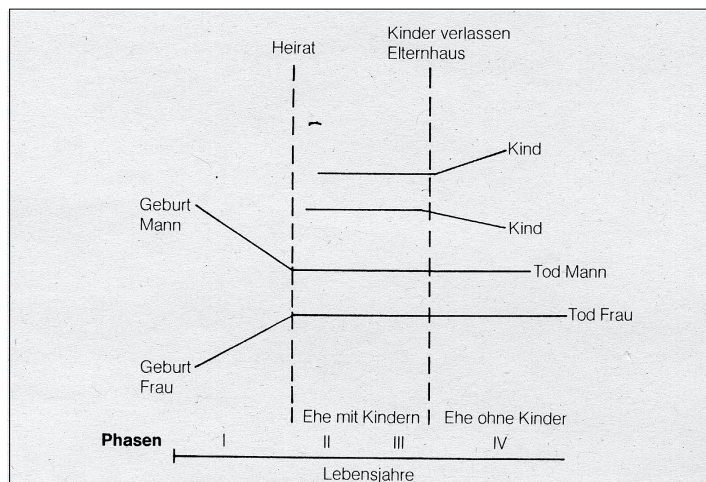 Heirat
Kinder verlassen
Elternhaus
Kind
Geburt
Mann
Kind
Tod Mann
Tod Frau
Geburt
Frau
Ehe mit Kindern
Ehe ohne Kinder
Phasen I II III IV
Lebensjahre